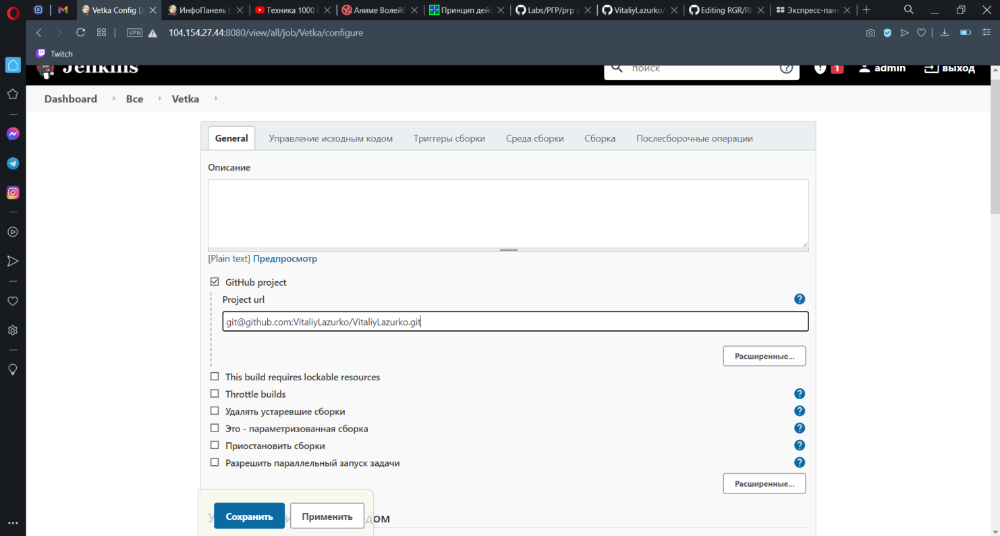 Vetka Config [
ИнфоПанель [
Техника 1000
Аниме Волейб
Принцип дейс
Labs/РГР/ргр
VitaliyLazurko/
Editing RGR/RE
Экспресс-пан
VPN
104.154.27.44:8080/view/all/job/Vetka/configure
Twitch
Jenkins
поиск
1
admin
выход
Dashboard
Все
Vetka
General
Управление исходным кодом
Триггеры сборки
Среда сборки
Сборка
Послесборочные операции
Описание
[Plain text] Предпросмотр
GitHub project
Project url
git@github.com:VitaliyLazurko/VitaliyLazurko.git
Расширенные...
This build requires lockable resources
Throttle builds
Удалять устаревшие сборки
Это - параметризованная сборка
Приостановить сборки
Разрешить параллельный запуск задачи
Расширенные...
Сохранить
Применить